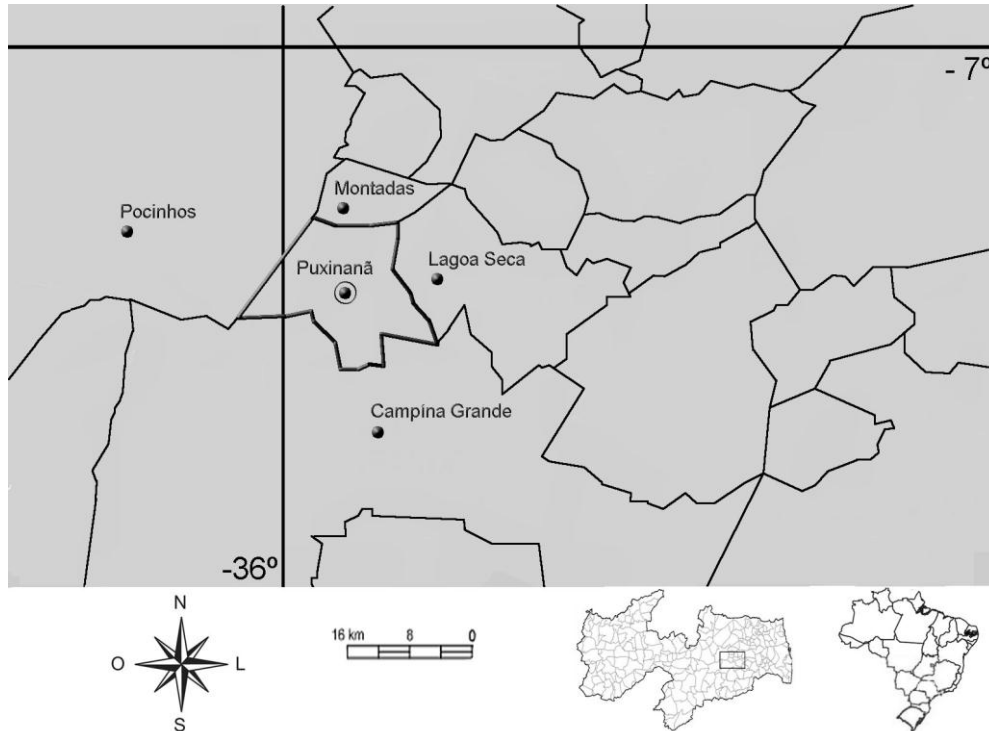 - 7º
Montadas
Pocinhos
Lagoa Seca
Puxinanã
Campina Grande
-36º
N
O L
S
16 km 8 0